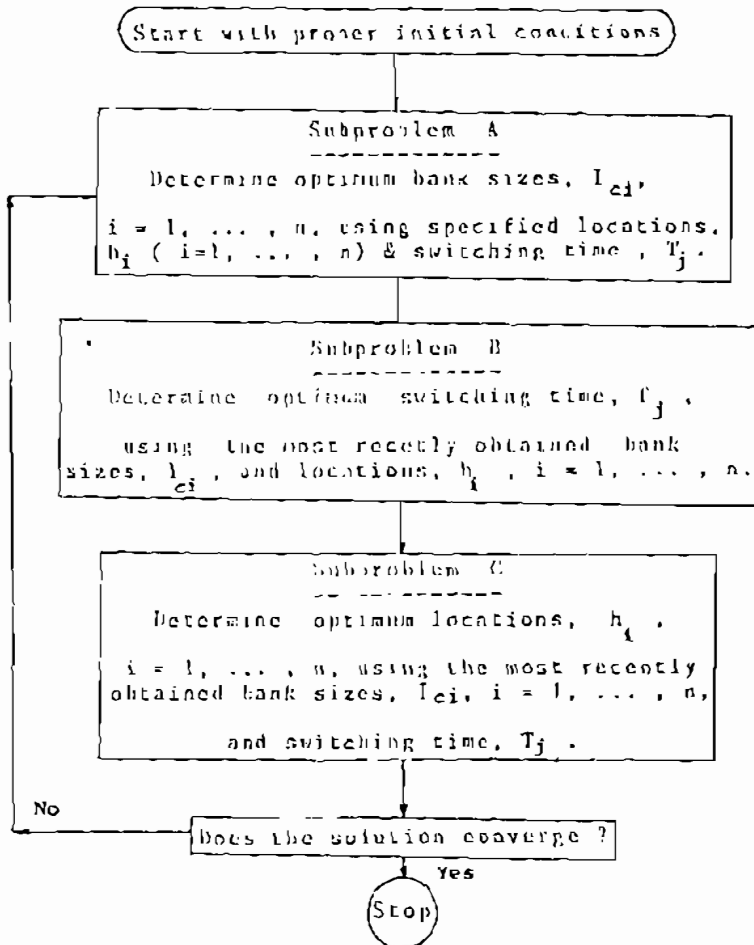 Start with proper initial conditions
Subproblem A
Determine optimum bank sizes, I_ci,
i = 1, ... , n, using specified locations,
h_i ( i=1, ... , n) & switching time , T_j .
Subproblem B
Determine optimum switching time, T_j ,
using the most recetly obtained bank
sizes, I_ci , and locations, h_i , i = 1, ... , n.
Subproblem C
Determine optimum locations, h_i ,
i = 1, ... , n, using the most recently
obtained bank sizes, I_ci, i = 1, ... , n,
and switching time, T_j .
No
Does the solution converge ?
Yes
Stop